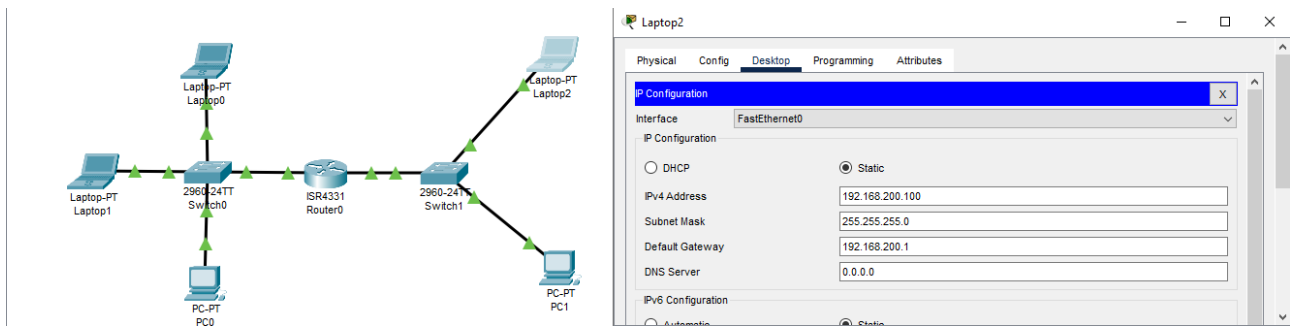 Laptop-PT
Laptop0
Laptop-PT
Laptop2
Laptop-PT
Laptop1
2960-24TT
Switch0
ISR4331
Router0
2960-24TT
Switch1
PC-PT
PC0
PC-PT
PC1
Laptop2
Physical Config Desktop Programming Attributes
IP Configuration X
Interface FastEthernet0
IP Configuration
DHCP Static
IPv4 Address 192.168.200.100
Subnet Mask 255.255.255.0
Default Gateway 192.168.200.1
DNS Server 0.0.0.0
IPv6 Configuration
Automatic Static